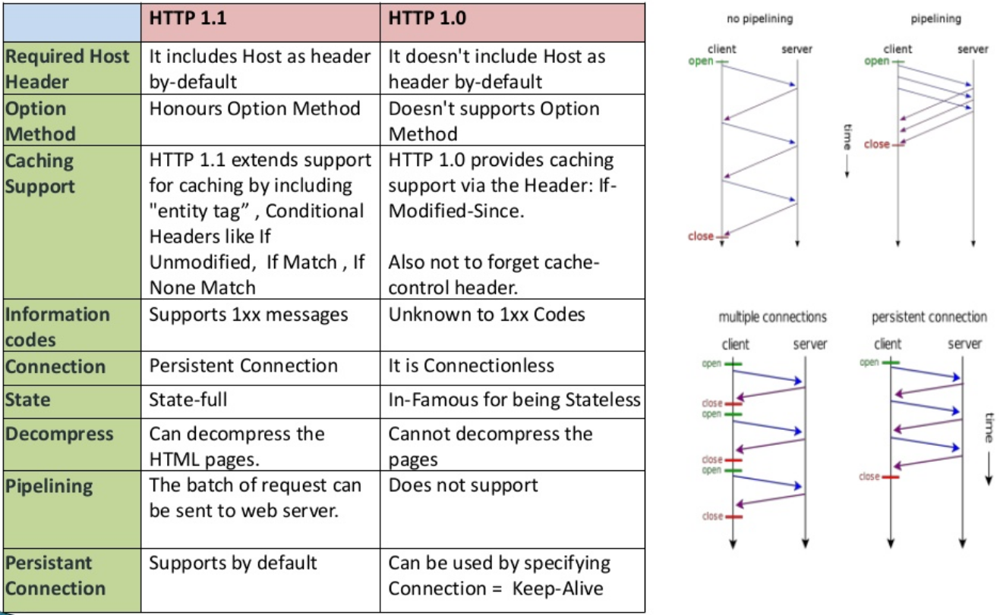 HTTP 1.1
HTTP 1.0
Required Host
Header
It includes Host as header
by-default
It doesn't include Host as
header by-default
Option
Method
Honours Option Method
Doesn't supports Option
Method
Caching
Support
HTTP 1.1 extends support
for caching by including
"entity tag” , Conditional
Headers like If
Unmodified,  If Match , If
None Match
HTTP 1.0 provides caching
support via the Header: If-
Modified-Since.
Also not to forget cache-
control header.
Information
codes
Supports 1xx messages
Unknown to 1xx Codes
Connection
Persistent Connection
It is Connectionless
State
State-full
In-Famous for being Stateless
Decompress
Can decompress the
HTML pages.
Cannot decompress the
pages
Pipelining
The batch of request can
be sent to web server.
Does not support
Persistant
Connection
Supports by default
Can be used by specifying
Connection =  Keep-Alive
no pipelining
client
server
open
close
pipelining
client
server
open
close
time
multiple connections
client
server
open
close
open
close
open
close
persistent connection
client
server
open
close
time